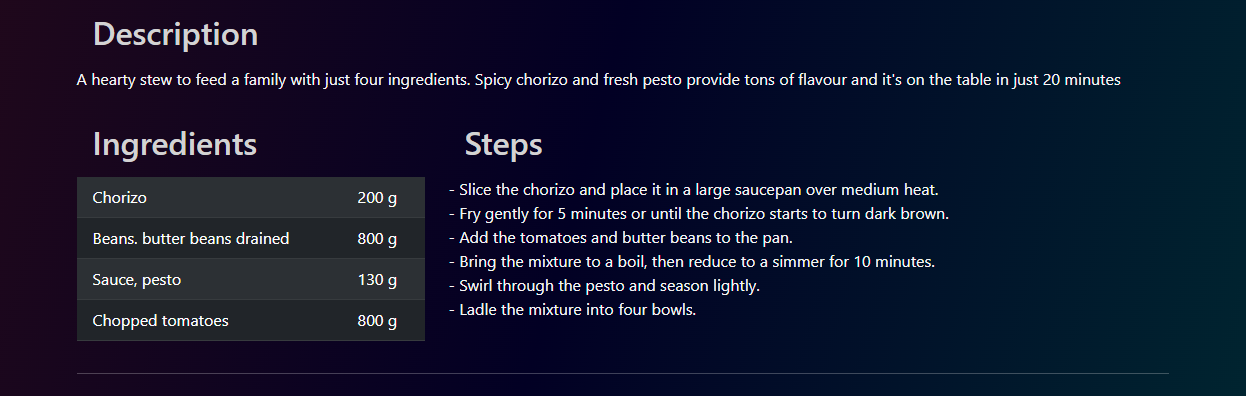 Description
A hearty stew to feed a family with just four ingredients. Spicy chorizo and fresh pesto provide tons of flavour and it's on the table in just 20 minutes
Ingredients
Chorizo 200 g
Beans. butter beans drained 800 g
Sauce, pesto 130 g
Chopped tomatoes 800 g
Steps
- Slice the chorizo and place it in a large saucepan over medium heat.
- Fry gently for 5 minutes or until the chorizo starts to turn dark brown.
- Add the tomatoes and butter beans to the pan.
- Bring the mixture to a boil, then reduce to a simmer for 10 minutes.
- Swirl through the pesto and season lightly.
- Ladle the mixture into four bowls.